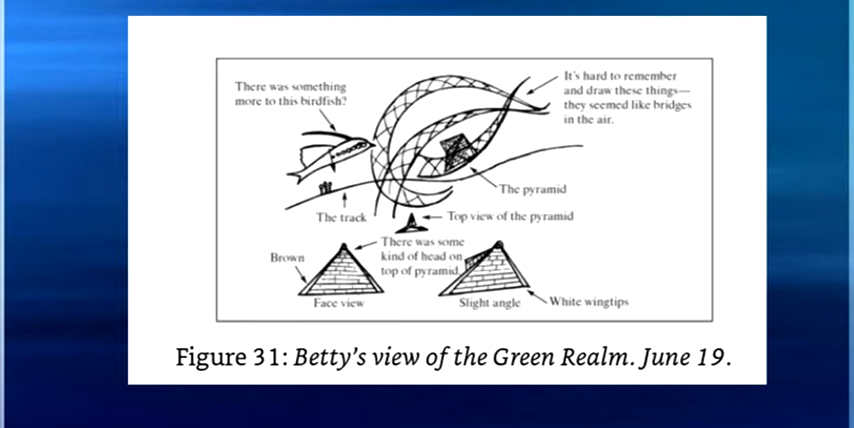 There was something
more to this birdfish?
It's hard to remember
and draw these things—
they seemed like bridges
in the air.
The pyramid
The track
Top view of the pyramid
There was some
kind of head on
top of pyramid.
Brown
Face view
Slight angle
White wingtips
Figure 31: Betty's view of the Green Realm. June 19.